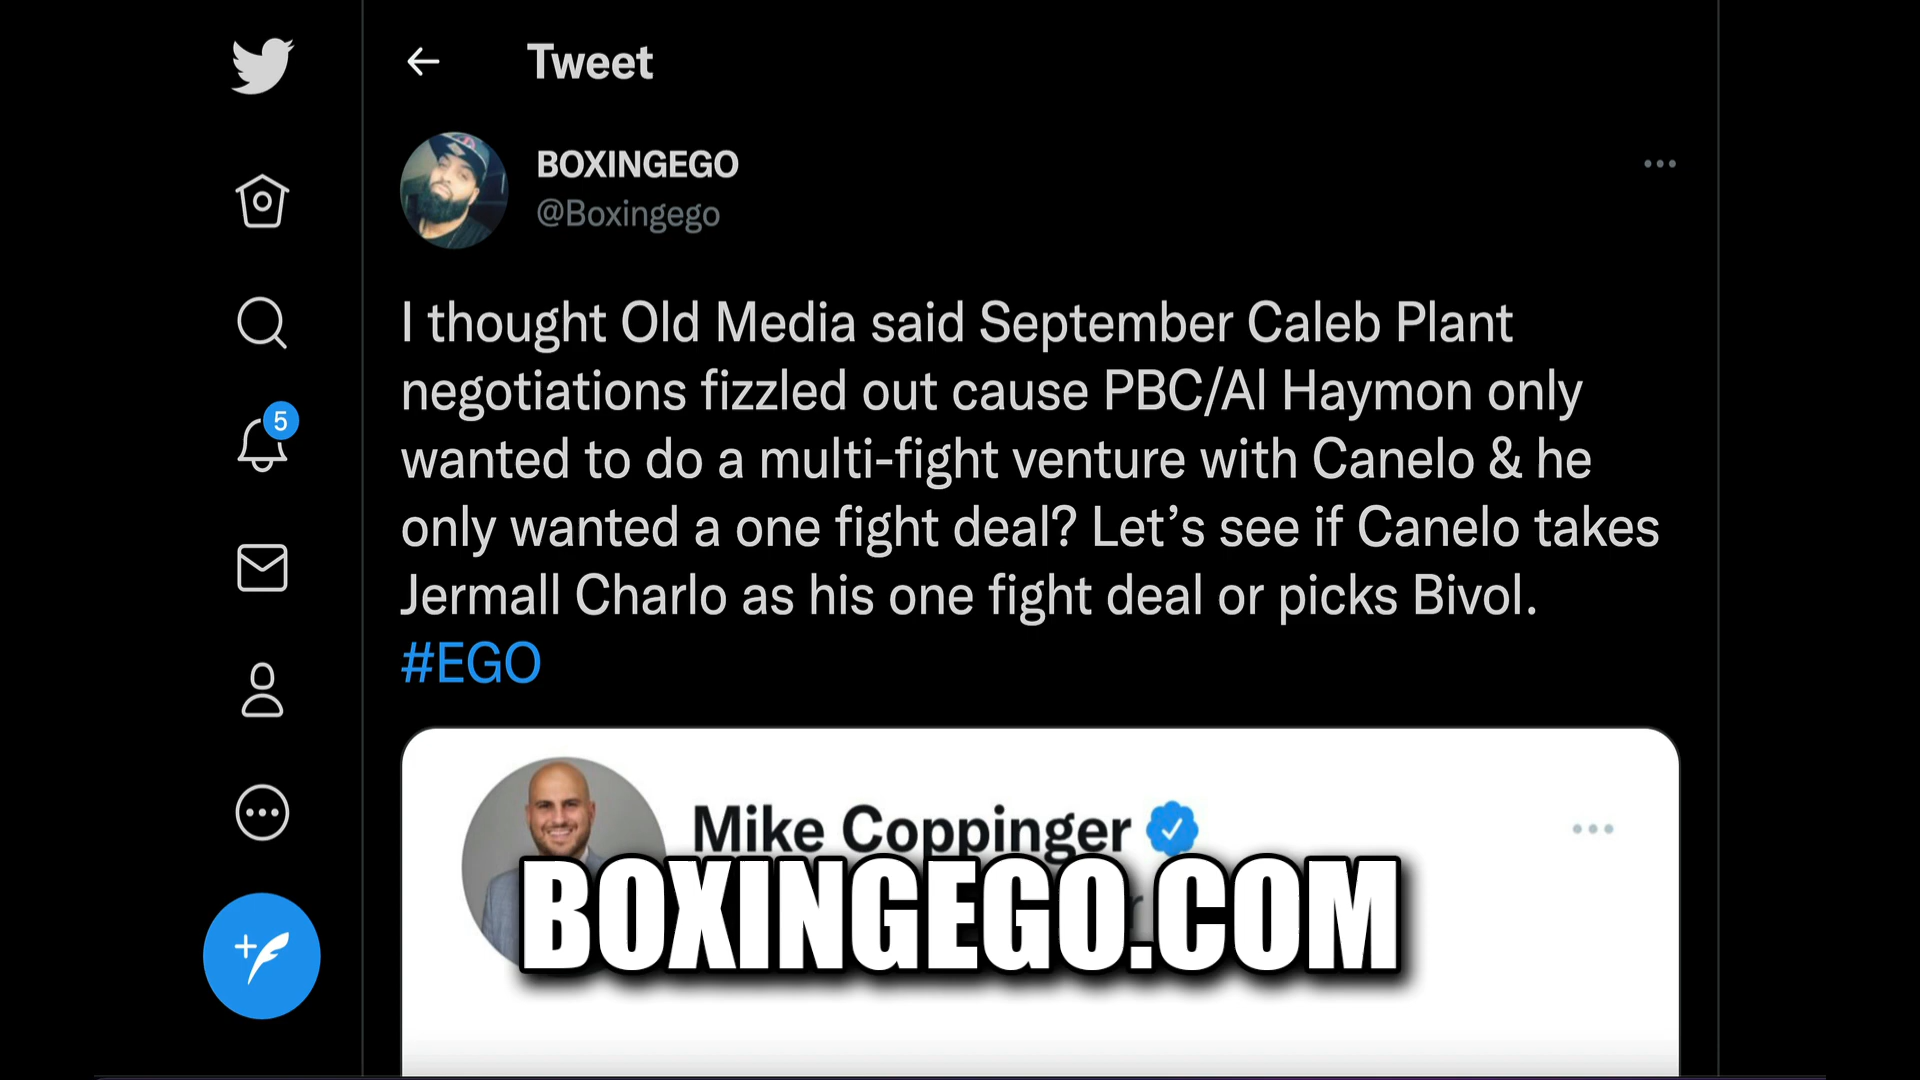 Tweet
BOXINGEGO
@Boxingego
I thought Old Media said September Caleb Plant
negotiations fizzled out cause PBC/Al Haymon only
wanted to do a multi-fight venture with Canelo & he
only wanted a one fight deal? Let’s see if Canelo takes
Jermall Charlo as his one fight deal or picks Bivol.
#EGO
5
Mike Coppinger
BOXINGEGO.COM